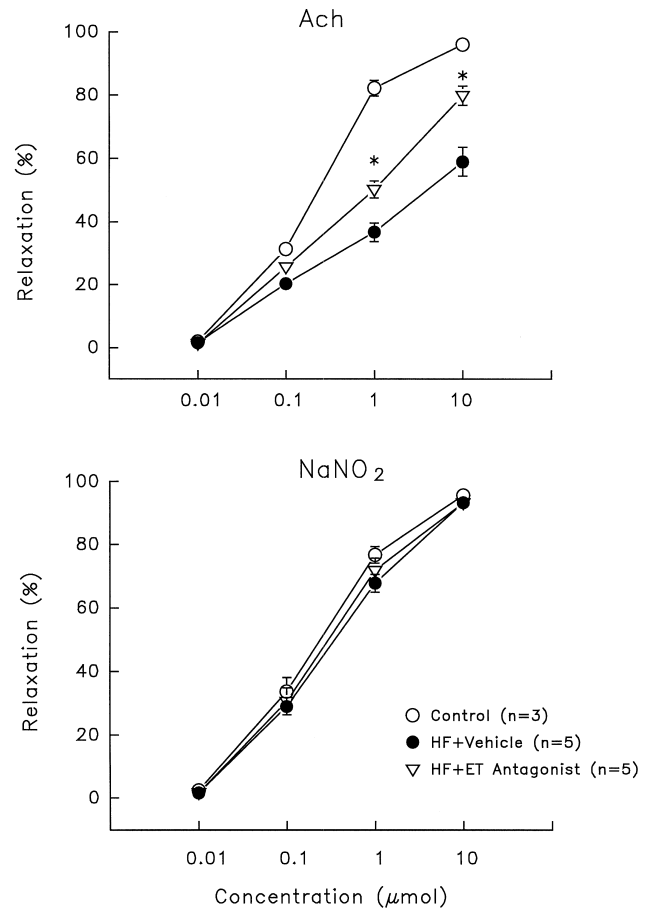 Ach
100
80
60
40
20
0
Relaxation (%)
*
*
0.01 0.1 1 10
NaNO2
100
80
60
40
20
0
Relaxation (%)
Control (n=3)
HF+Vehicle (n=5)
HF+ET Antagonist (n=5)
0.01 0.1 1 10
Concentration (μmol)